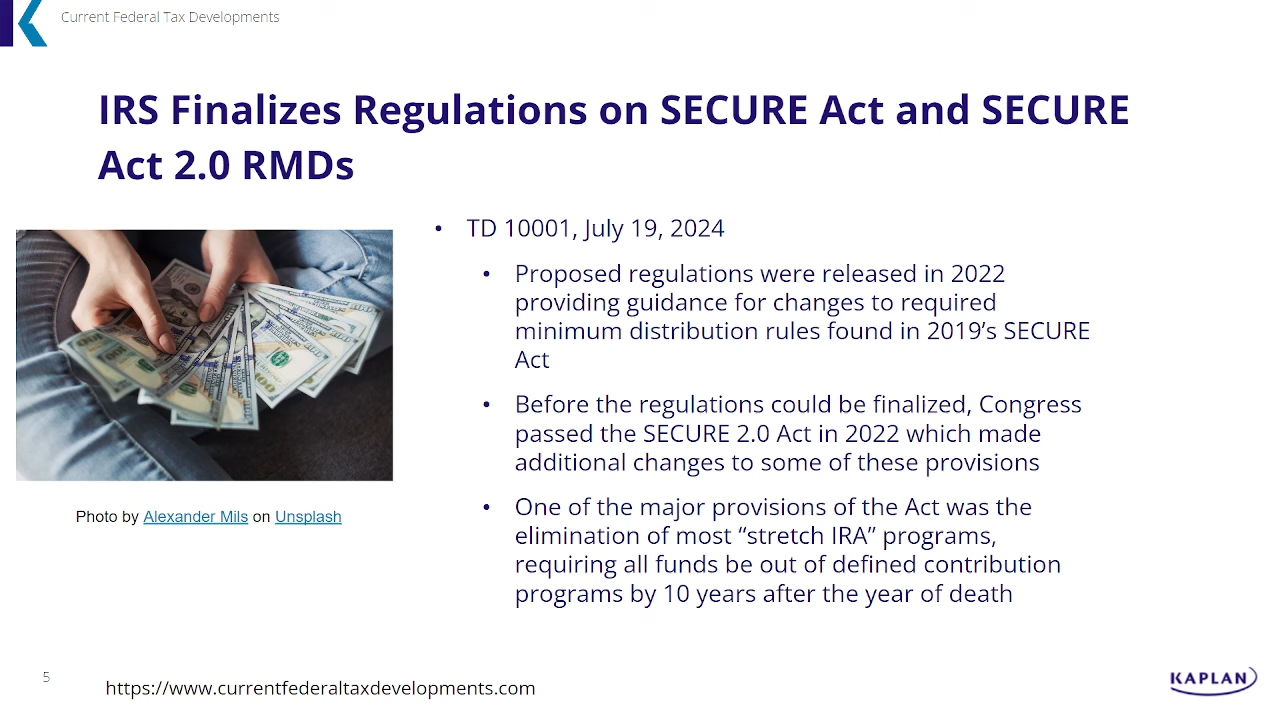 Current Federal Tax Developments
IRS Finalizes Regulations on SECURE Act and SECURE
Act 2.0 RMDs
• TD 10001, July 19, 2024
• Proposed regulations were released in 2022
providing guidance for changes to required
minimum distribution rules found in 2019’s SECURE
Act
• Before the regulations could be finalized, Congress
passed the SECURE 2.0 Act in 2022 which made
additional changes to some of these provisions
• One of the major provisions of the Act was the
elimination of most “stretch IRA” programs,
requiring all funds be out of defined contribution
programs by 10 years after the year of death
Photo by Alexander Mils on Unsplash
5
https://www.currentfederaltaxdevelopments.com
KAPLAN